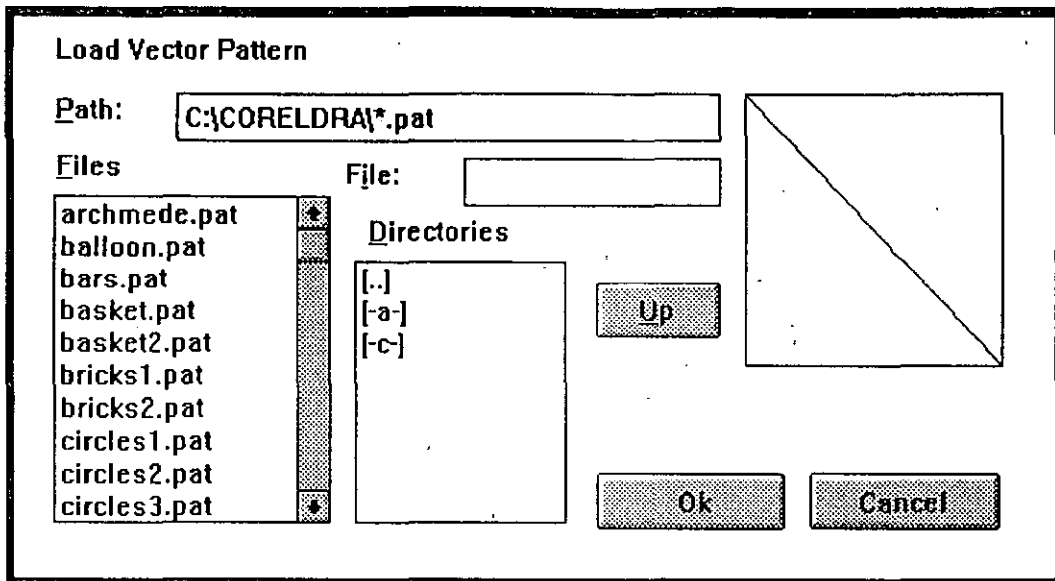 Load Vector Pattern
Path: C:\CORELDRA\*.pat
Files
File:
archmede.pat
balloon.pat
bars.pat
basket.pat
basket2.pat
bricks1.pat
bricks2.pat
circles1.pat
circles2.pat
circles3.pat
Directories
[..]
[-a-]
[-c-]
Up
Ok
Cancel